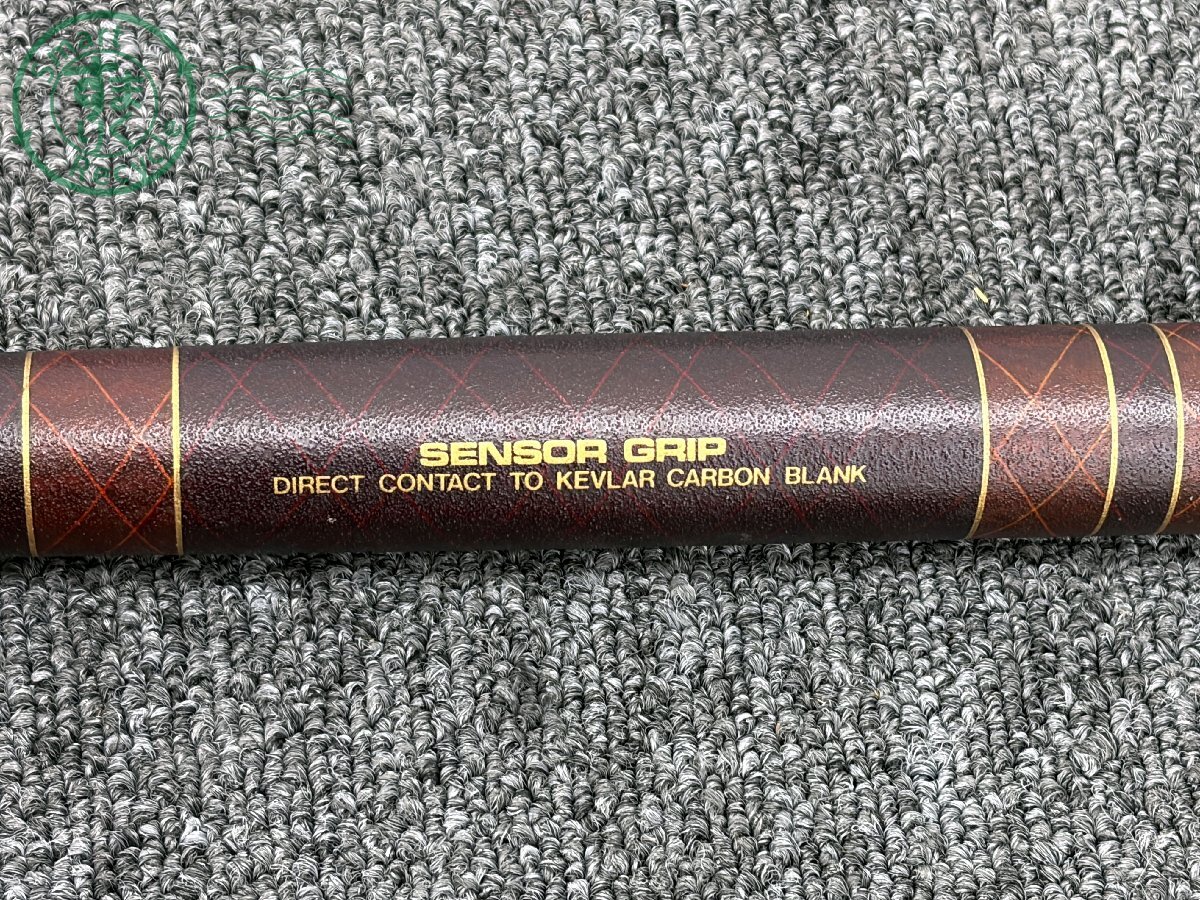 SENSOR GRIP
DIRECT CONTACT TO KEVLAR CARBON BLANK